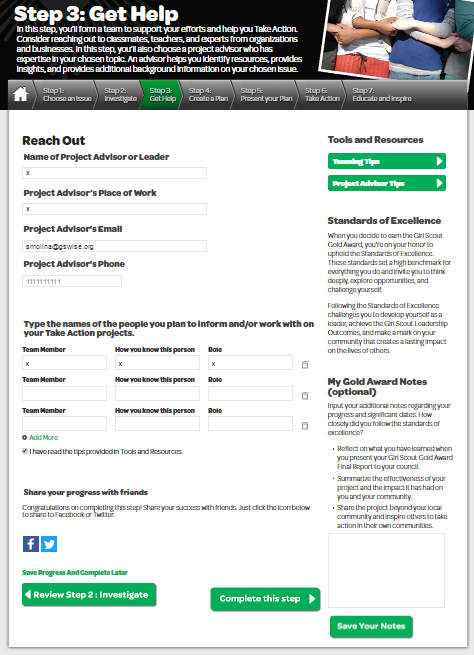 Step 3: Get Help
In this step, you'll form a team to support your efforts and help you Take Action.
Consider reaching out to classmates, teachers, and experts from organizations
and businesses. In this step, you'll also choose a project advisor who has
expertise in your chosen topic. An advisor helps you identify resources, provides
insights, and provides additional background information on your chosen issue.
Step 1: Choose an Issue
Step 2: Investigate
Step 3: Get Help
Step 4: Create a Plan
Step 5: Present your Plan
Step 6: Take Action
Step 7: Educate and Inspire
Reach Out
Name of Project Advisor or Leader
x
Project Advisor's Place of Work
x
Project Advisor's Email
smolina@gswise.org
Project Advisor's Phone
1111111111
Type the names of the people you plan to inform and/or work with on
your Take Action projects.
Team Member How you know this person Role
x x x
Team Member How you know this person Role
Team Member How you know this person Role
Add More
I have read the tips provided in Tools and Resources.
Share your progress with friends
Congratulations on completing this step! Share your success with friends. Just click the icon below
to share to Facebook or Twitter.
Save Progress And Complete Later
Review Step 2 : Investigate
Complete this step
Tools and Resources
Teaming Tips
Project Advisor Tips
Standards of Excellence
When you decide to earn the Girl Scout
Gold Award, you're on your honor to
uphold the Standards of Excellence.
These standards set a high benchmark for
everything you do and invite you to think
deeply, explore opportunities, and
challenge yourself.
Following the Standards of Excellence
challenges you to develop yourself as a
leader, achieve the Girl Scout Leadership
Outcomes, and make a mark on your
community that creates a lasting impact
on the lives of others.
My Gold Award Notes
(optional)
Input your additional notes regarding your
progress and significant dates. How
closely did you follow the standards of
excellence?
Reflect on what you have learned when
you present your Girl Scout Gold Award
Final Report to your council.
Summarize the effectiveness of your
project and the impact it has had on
you and your community.
Share the project beyond your local
community and inspire others to take
action in their own communities.
Save Your Notes